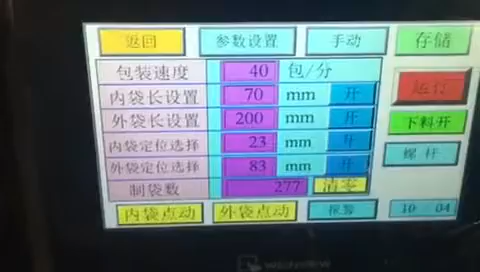 返回 参数设置 手动 存储
包装速度 40 包/分
运行
内袋长设置 70 mm 开
外袋长设置 200 mm 开
下料开
内袋定位选择 23 mm 开
螺杆
外袋定位选择 83 mm 开
制袋数 277 清零
内袋点动 外袋点动 报警 10 04